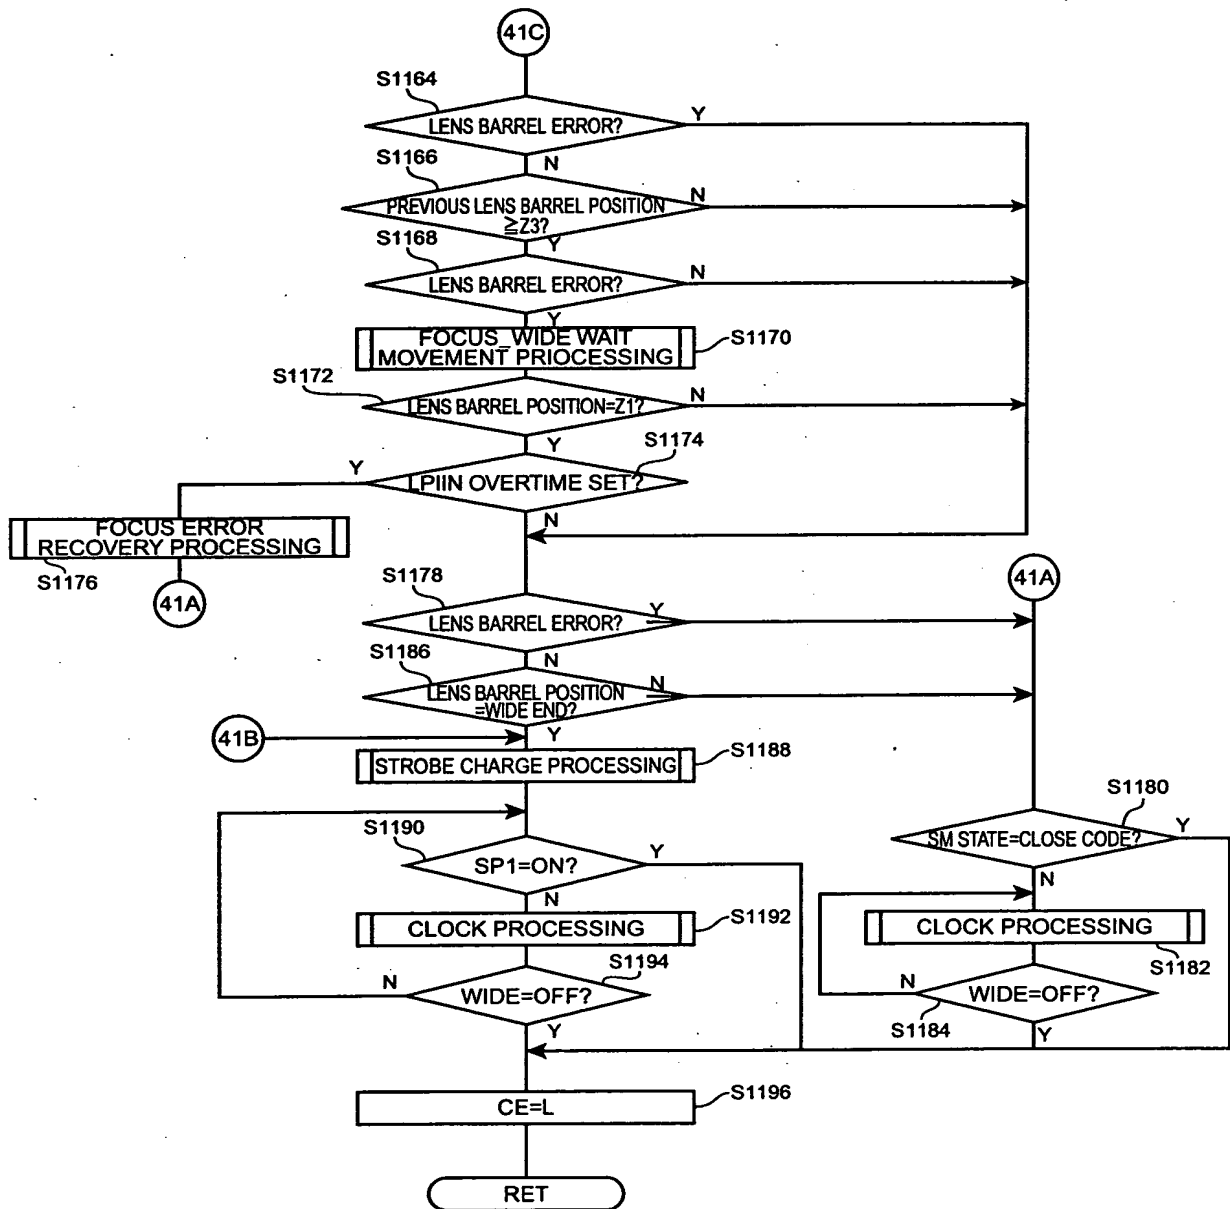 41C
S1164
LENS BARREL ERROR?
Y
N
S1166
PREVIOUS LENS BARREL POSITION
≧Z3?
N
Y
S1168
LENS BARREL ERROR?
N
Y
FOCUS_WIDE WAIT
MOVEMENT PRIOCESSING
S1170
S1172
LENS BARREL POSITION=Z1?
N
Y
S1174
LPIIN OVERTIME SET?
Y
N
FOCUS ERROR
RECOVERY PROCESSING
S1176
41A
S1178
LENS BARREL ERROR?
Y
N
41A
S1186
LENS BARREL POSITION
=WIDE END?
N
Y
41B
STROBE CHARGE PROCESSING
S1188
S1190
SP1=ON?
Y
N
CLOCK PROCESSING
S1192
S1194
WIDE=OFF?
N
Y
S1180
SM STATE=CLOSE CODE?
Y
N
CLOCK PROCESSING
S1182
WIDE=OFF?
N
S1184
Y
CE=L
S1196
RET